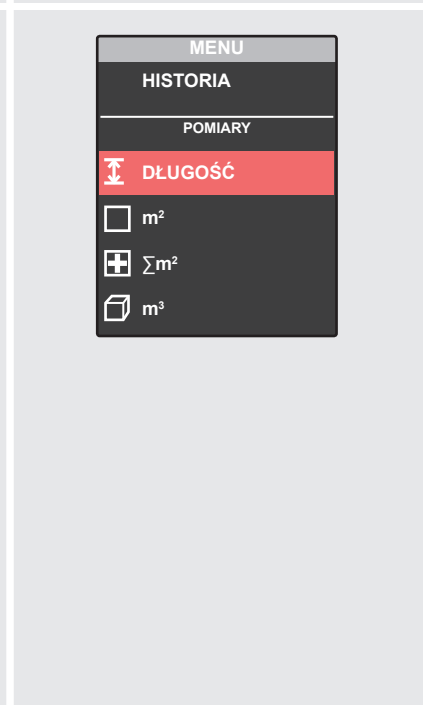 MENU
HISTORIA
POMIARY
DŁUGOŚĆ
m²
∑m²
m³